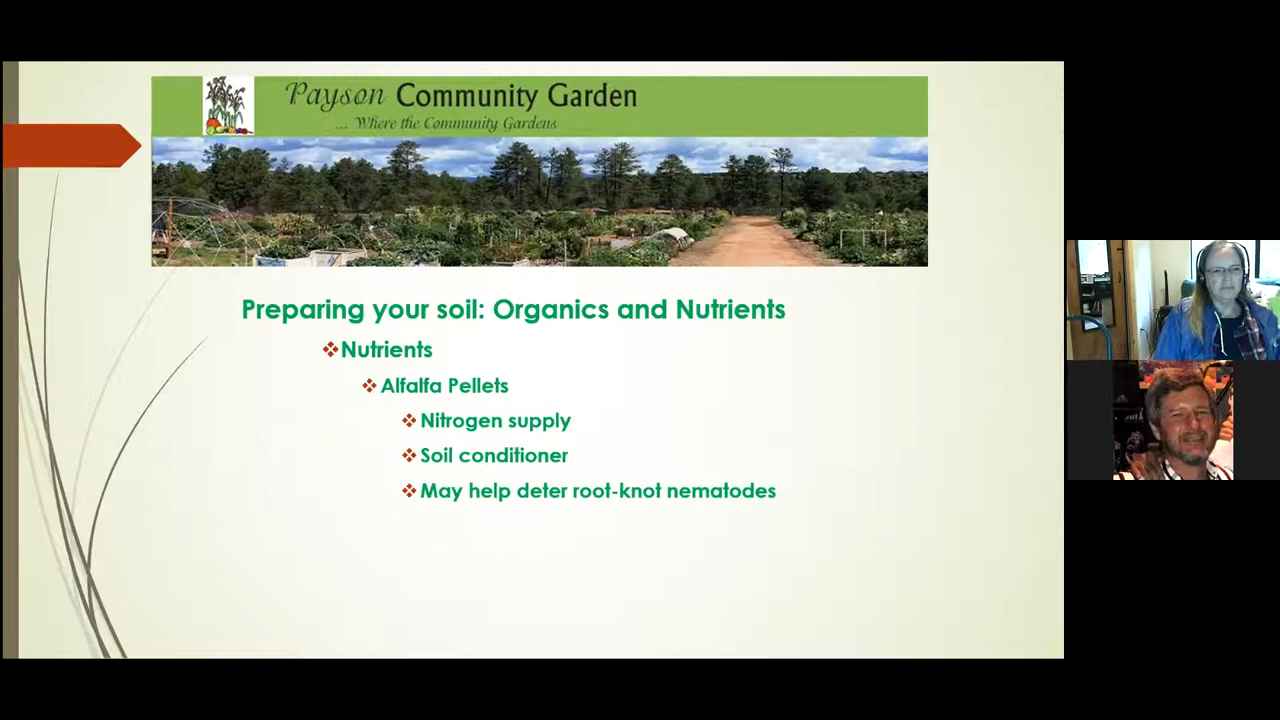 Payson Community Garden
... Where the Community Gardens
Preparing your soil: Organics and Nutrients
Nutrients
Alfalfa Pellets
Nitrogen supply
Soil conditioner
May help deter root-knot nematodes